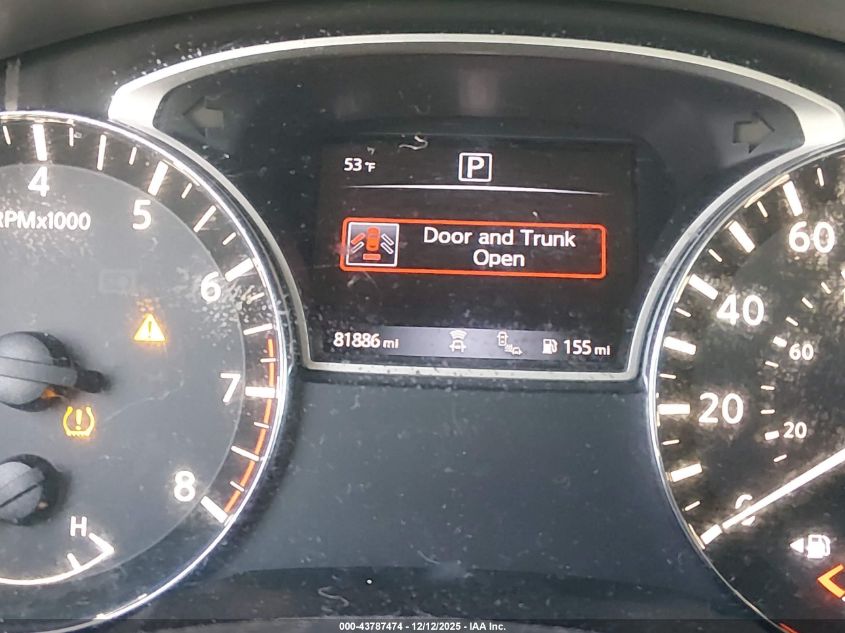 53°F
P
Door and Trunk
Open
81886 mi
155 mi
4
5
6
7
8
RPMx1000
H
0
20
40
60
20
60
000-43787474 • 12/12/2025 - IAA Inc.